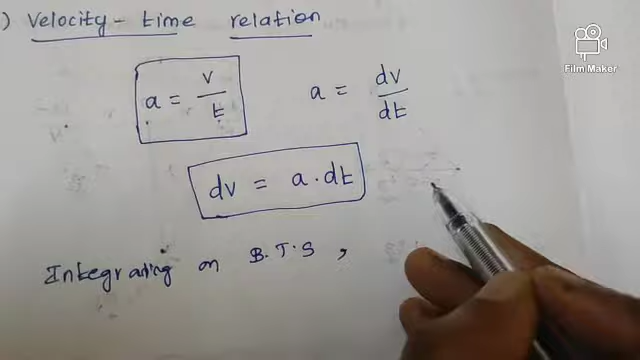 ) Velocity - time relation
Film Maker
a = v/t
a = dv/dt
dv = a . dt
Integrating on B.T.S ,